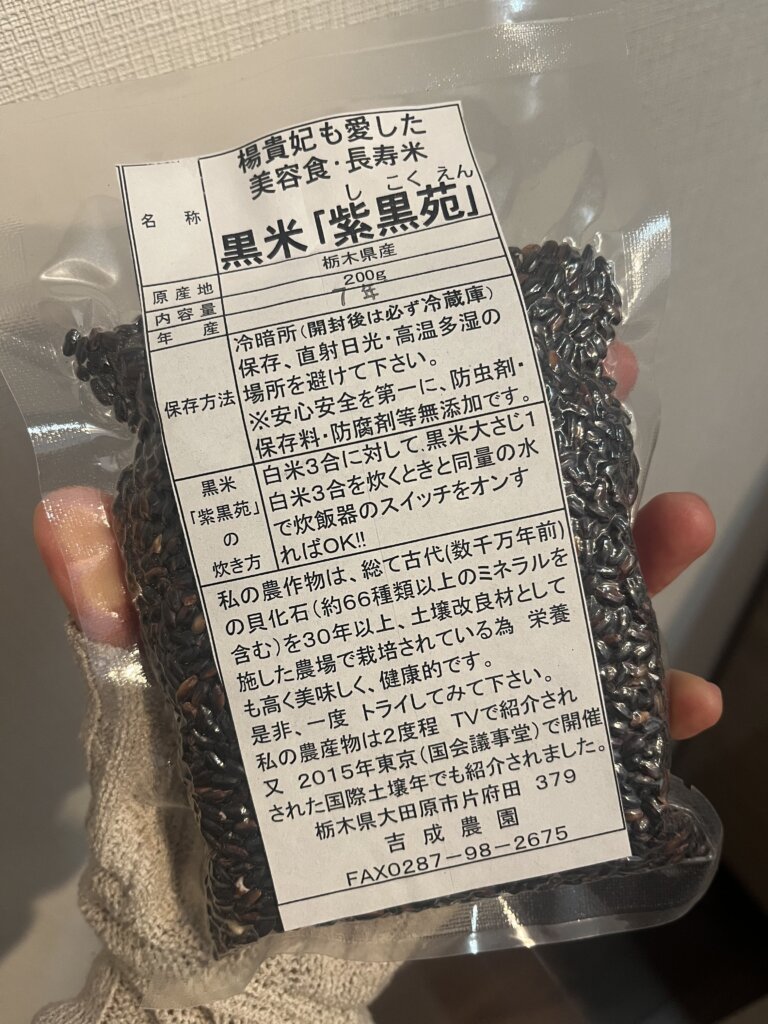 名称
楊貴妃も愛した
美容食・長寿米
しこくえん
黒米「紫黒苑」
原産地
栃木県産
内容量
200g
年産
7年
保存方法
冷暗所(開封後は必ず冷蔵庫)
保存、直射日光・高温多湿の
場所を避けて下さい。
※安心安全を第一に、防虫剤・
保存料・防腐剤等無添加です。
黒米
「紫黒苑」
の
炊き方
白米3合に対して、黒米大さじ1
白米3合を炊くときと同量の水
で炊飯器のスイッチをオンす
ればOK!!
私の農作物は、総て古代(数千万年前)
の貝化石(約66種類以上のミネラルを
含む)を30年以上、土壌改良材として
施した農場で栽培されている為 栄養
も高く美味しく、健康的です。
是非、一度 トライしてみて下さい。
私の農産物は2度程 TVで紹介され
又 2015年東京(国会議事堂)で開催
された国際土壌年でも紹介されました。
栃木県大田原市片府田 379
吉成農園
FAX0287-98-2675